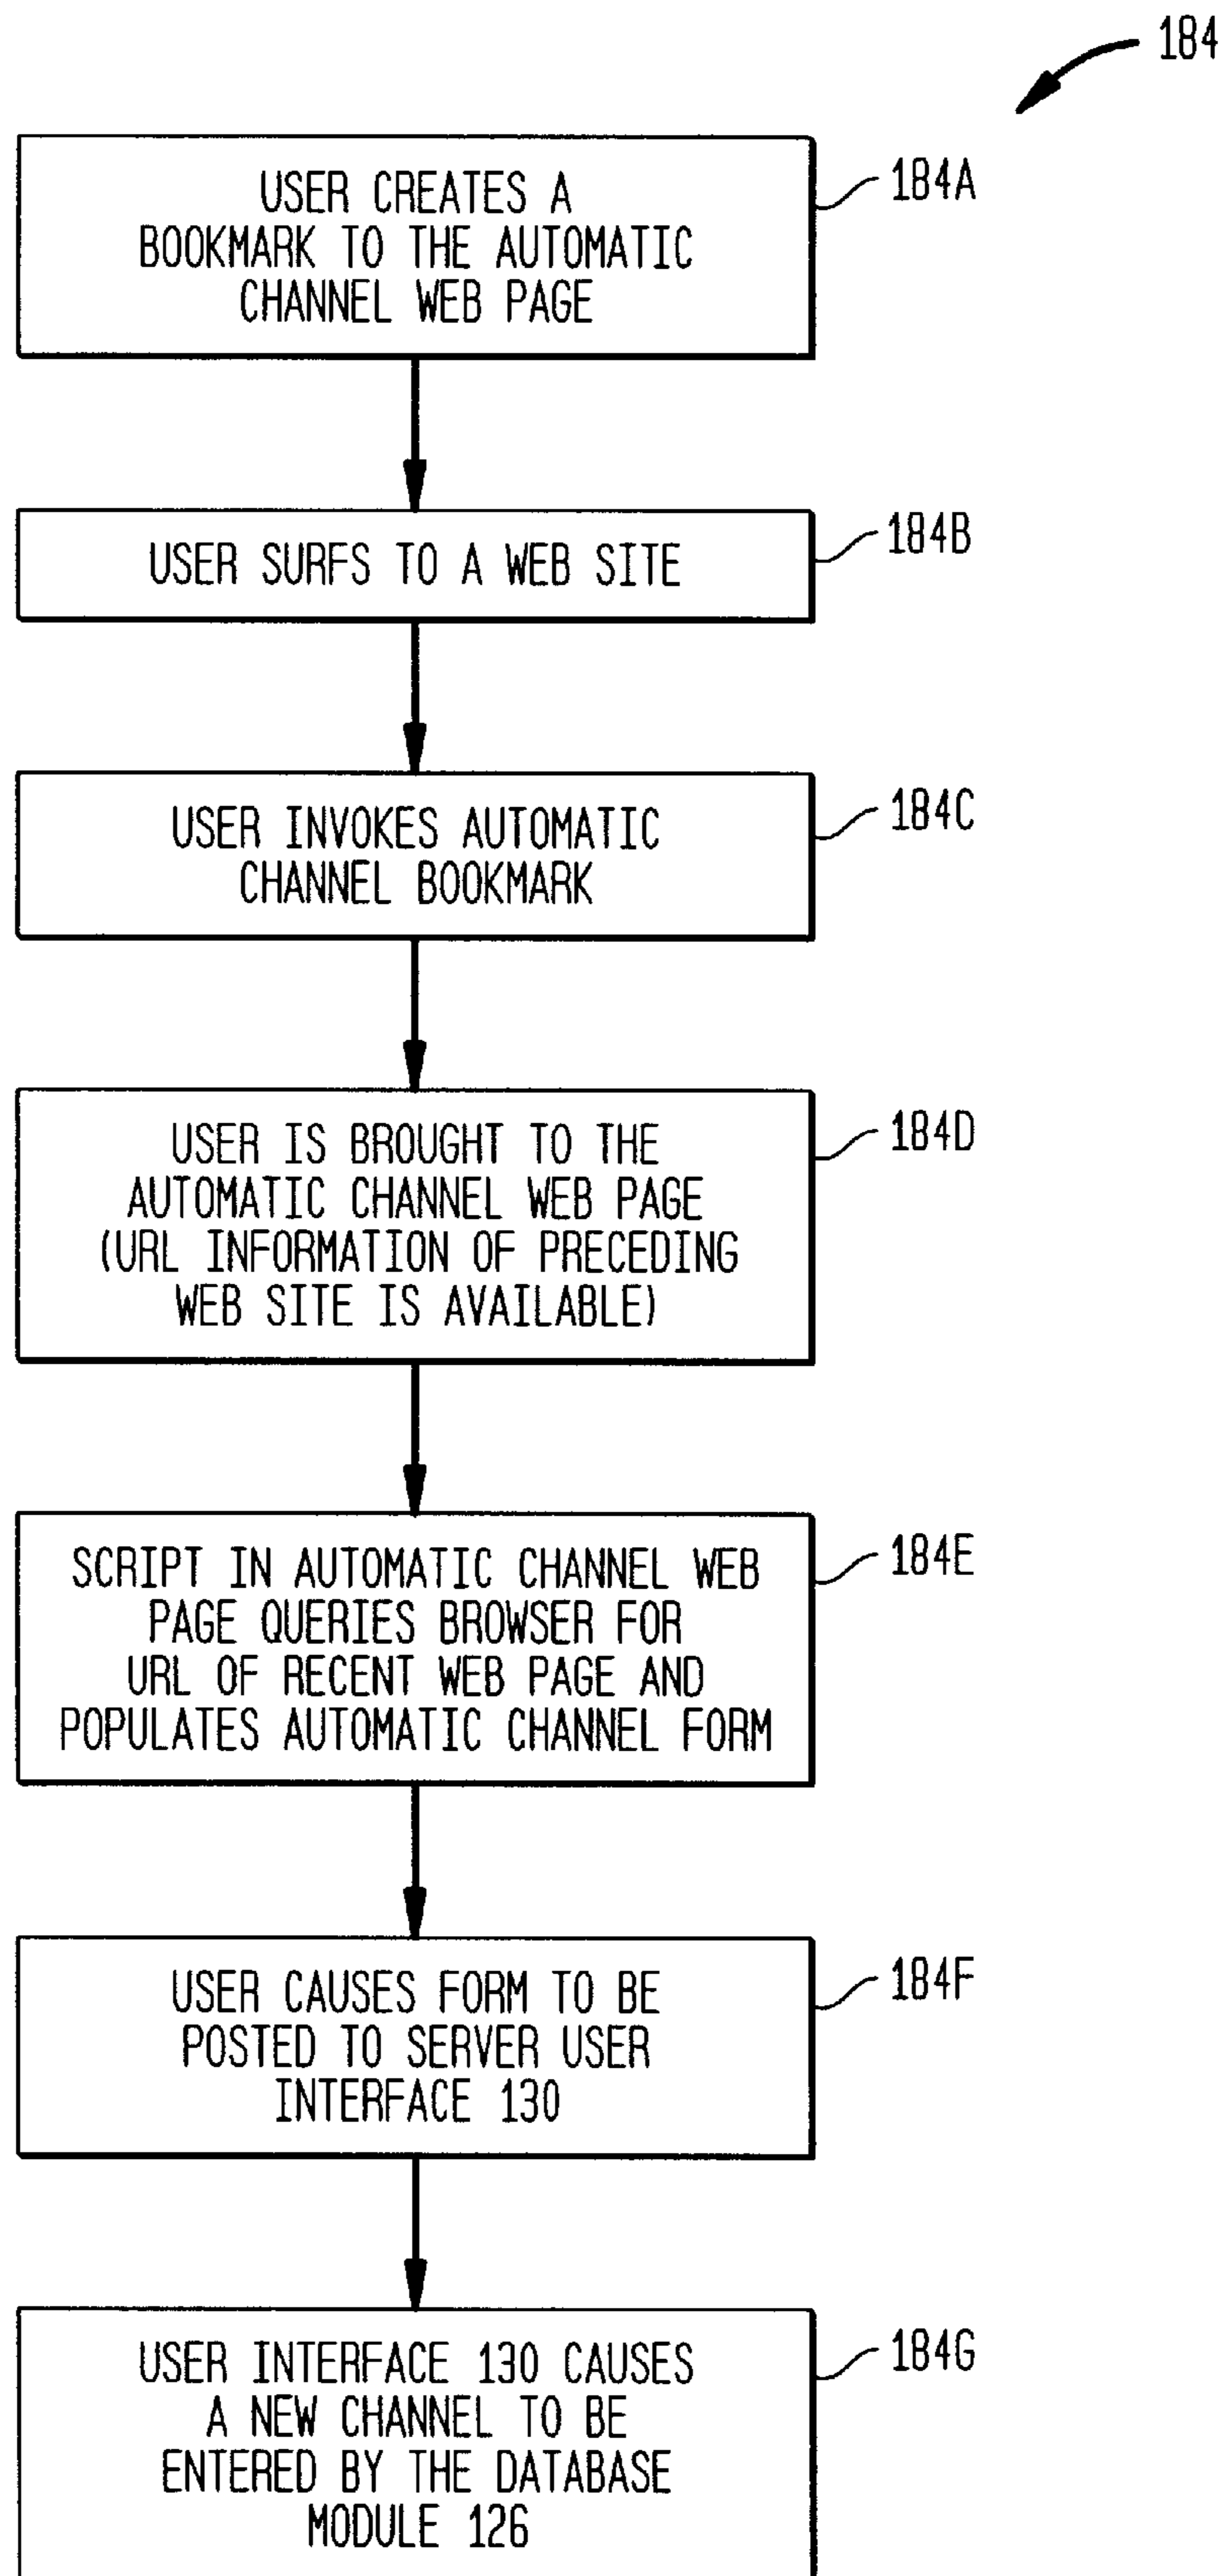 184
184A
USER CREATES A
BOOKMARK TO THE AUTOMATIC
CHANNEL WEB PAGE
184B
USER SURFS TO A WEB SITE
184C
USER INVOKES AUTOMATIC
CHANNEL BOOKMARK
184D
USER IS BROUGHT TO THE
AUTOMATIC CHANNEL WEB PAGE
(URL INFORMATION OF PRECEDING
WEB SITE IS AVAILABLE)
184E
SCRIPT IN AUTOMATIC CHANNEL WEB
PAGE QUERIES BROWSER FOR
URL OF RECENT WEB PAGE AND
POPULATES AUTOMATIC CHANNEL FORM
184F
USER CAUSES FORM TO BE
POSTED TO SERVER USER
INTERFACE 130
184G
USER INTERFACE 130 CAUSES
A NEW CHANNEL TO BE
ENTERED BY THE DATABASE
MODULE 126